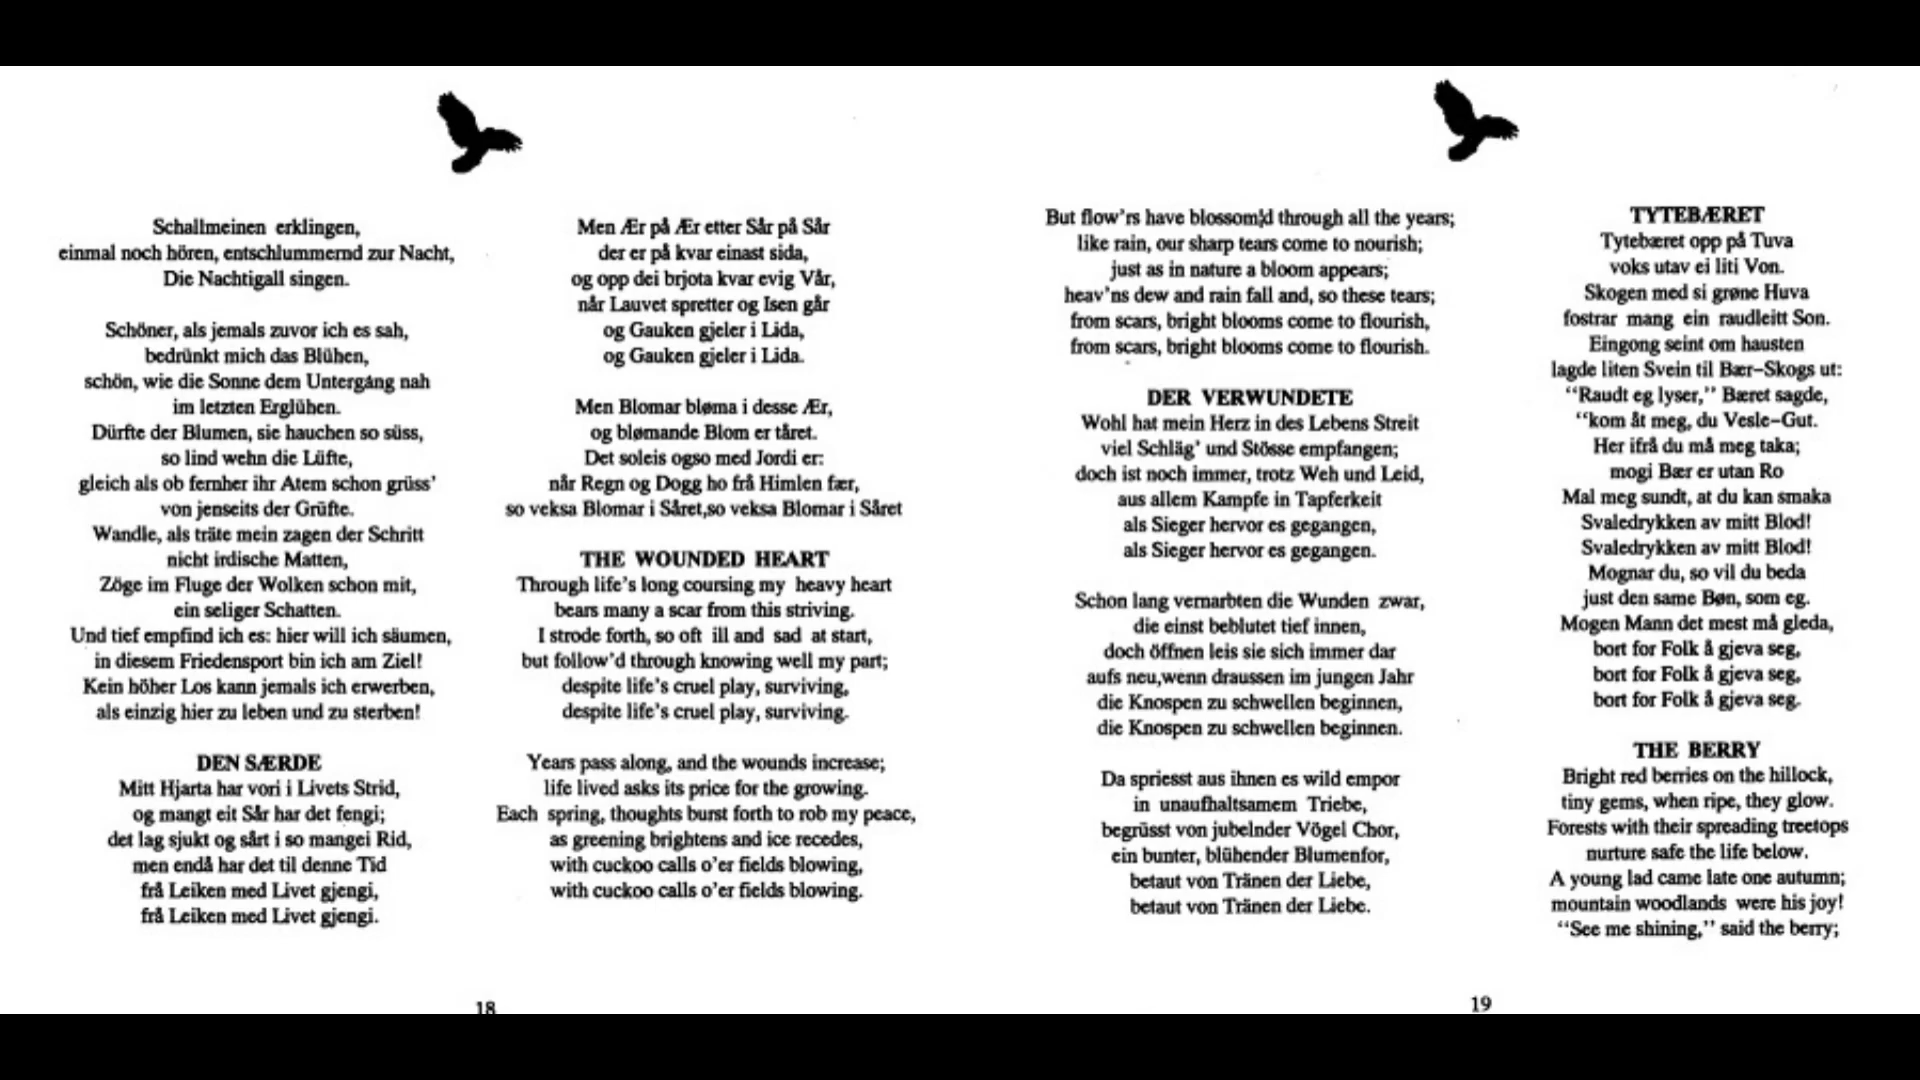 Schallmeinen erklingen,
einmal noch hören, entschlummernd zur Nacht,
Die Nachtigall singen.
Schöner, als jemals zuvor ich es sah,
bedrünkt mich das Blühen,
schön, wie die Sonne dem Untergang nah
im letzten Erglühen.
Dürfte der Blumen, sie hauchen so süss,
so lind wehn die Lüfte,
gleich als ob fernher ihr Atem schon grüss'
von jenseits der Grüfte.
Wandle, als träte mein zagen der Schritt
nicht irdische Matten,
Zöge im Fluge der Wolken schon mit,
ein seliger Schatten.
Und tief empfind ich es: hier will ich säumen,
in diesem Friedensport bin ich am Ziel!
Kein höher Los kann jemals ich erwerben,
als einzig hier zu leben und zu sterben!
DEN SÆRDE
Mitt Hjarta har vori i Livets Strid,
og mangt eit Sår har det fengi;
det lag sjukt og sårt i so mangei Rid,
men endå har det til denne Tid
frå Leiken med Livet gjengi,
frå Leiken med Livet gjengi.
Men Ær på Ær etter Sår på Sår
der er på kvar einast sida,
og opp dei brjota kvar evig Vår,
når Lauvet spretter og Isen går
og Gauken gjeler i Lida,
og Gauken gjeler i Lida.
Men Blomar bløma i desse Ær,
og blømande Blom er tåret.
Det soleis ogso med Jordi er:
når Regn og Dogg ho frå Himlen fær,
so veksa Blomar i Såret,so veksa Blomar i Såret
THE WOUNDED HEART
Through life's long coursing my heavy heart
bears many a scar from this striving.
I strode forth, so oft ill and sad at start,
but follow'd through knowing well my part;
despite life's cruel play, surviving,
despite life's cruel play, surviving.
Years pass along, and the wounds increase;
life lived asks its price for the growing.
Each spring, thoughts burst forth to rob my peace,
as greening brightens and ice recedes,
with cuckoo calls o'er fields blowing,
with cuckoo calls o'er fields blowing.
18
But flow'rs have blossom;d through all the years;
like rain, our sharp tears come to nourish;
just as in nature a bloom appears;
heav'ns dew and rain fall and, so these tears;
from scars, bright blooms come to flourish,
from scars, bright blooms come to flourish.
DER VERWUNDETE
Wohl hat mein Herz in des Lebens Streit
viel Schläg' und Stösse empfangen;
doch ist noch immer, trotz Weh und Leid,
aus allem Kampfe in Tapferkeit
als Sieger hervor es gegangen,
als Sieger hervor es gegangen.
Schon lang vernarbten die Wunden zwar,
die einst beblutet tief innen,
doch öffnen leis sie sich immer dar
aufs neu,wenn draussen im jungen Jahr
die Knospen zu schwellen beginnen,
die Knospen zu schwellen beginnen.
Da spriesst aus ihnen es wild empor
in unaufhaltsamem Triebe,
begrüsst von jubelnder Vögel Chor,
ein bunter, blühender Blumenfor,
betaut von Tränen der Liebe,
betaut von Tränen der Liebe.
TYTEBÆRET
Tytebæret opp på Tuva
voks utav ei liti Von.
Skogen med si grøne Huva
fostrar mang ein raudleitt Son.
Eingong seint om hausten
lagde liten Svein til Bær-Skogs ut:
“Raudt eg lyser,” Bæret sagde,
“kom åt meg, du Vesle-Gut.
Her ifrå du må meg taka;
mogi Bær er utan Ro
Mal meg sundt, at du kan smaka
Svaledrykken av mitt Blod!
Svaledrykken av mitt Blod!
Mognar du, so vil du beda
just den same Bøn, som eg.
Mogen Mann det mest må gleda,
bort for Folk å gjeva seg,
bort for Folk å gjeva seg,
bort for Folk å gjeva seg.
THE BERRY
Bright red berries on the hillock,
tiny gems, when ripe, they glow.
Forests with their spreading treetops
nurture safe the life below.
A young lad came late one autumn;
mountain woodlands were his joy!
“See me shining,” said the berry;
19